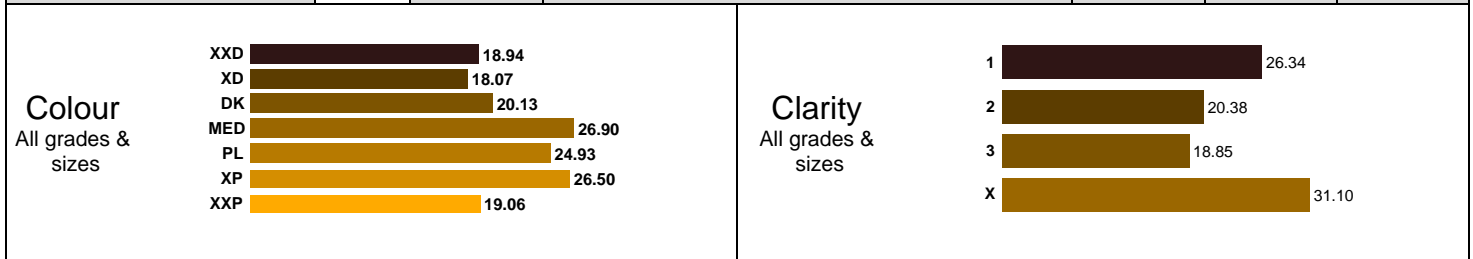 Colour
All grades &
sizes
XXD 18.94
XD 18.07
DK 20.13
MED 26.90
PL 24.93
XP 26.50
XXP 19.06
Clarity
All grades &
sizes
1 26.34
2 20.38
3 18.85
X 31.10